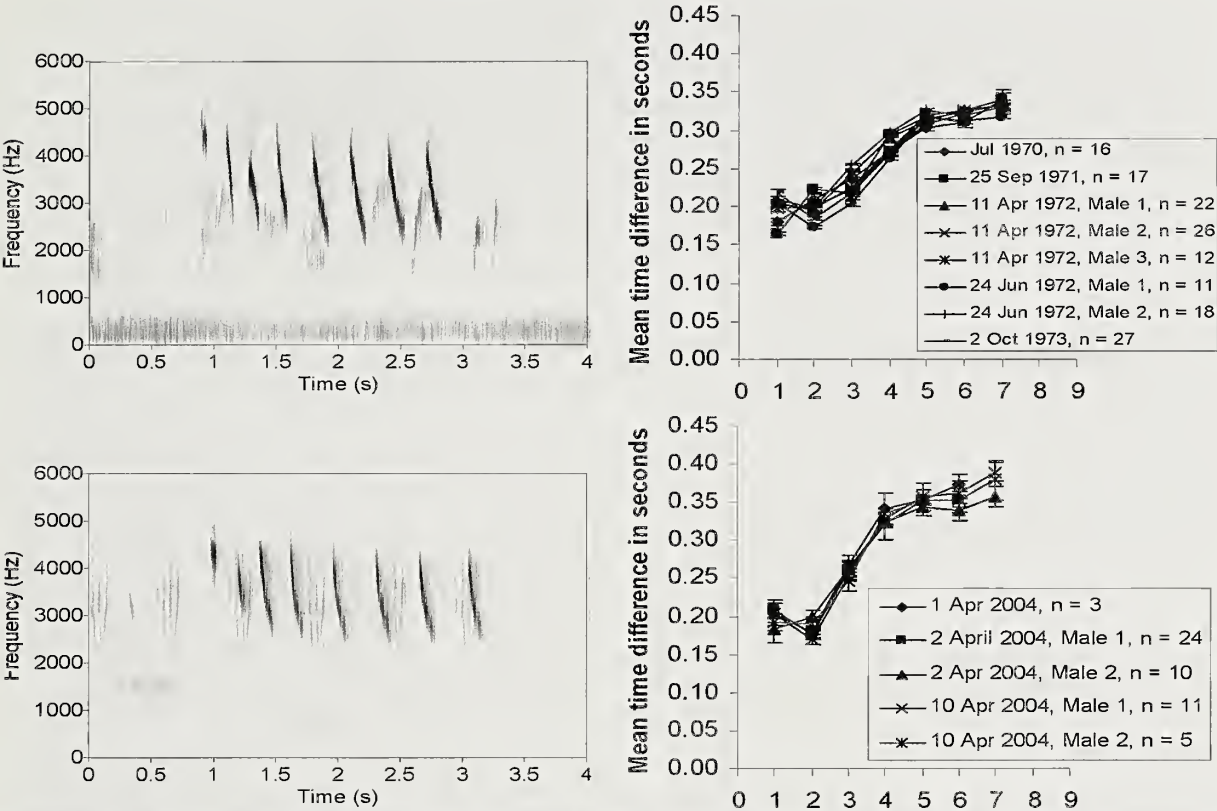 Frequency (Hz)
6000
5000
4000
3000
2000
1000
0
0 0.5 1 1.5 2 2.5 3 3.5 4
Time (s)
Mean time difference in seconds
0.45
0.40
0.35
0.30
0.25
0.20
0.15
0.10
0.05
0.00
0 1 2 3 4 5 6 7 8 9
Jul 1970, n = 16
25 Sep 1971, n = 17
11 Apr 1972, Male 1, n = 22
11 Apr 1972, Male 2, n = 26
11 Apr 1972, Male 3, n = 12
24 Jun 1972, Male 1, n = 11
24 Jun 1972, Male 2, n = 18
2 Oct 1973, n = 27
Frequency (Hz)
6000
5000
4000
3000
2000
1000
0
0 0.5 1 1.5 2 2.5 3 3.5 4
Time (s)
Mean time difference in seconds
0.45
0.40
0.35
0.30
0.25
0.20
0.15
0.10
0.05
0.00
0 1 2 3 4 5 6 7 8 9
1 Apr 2004, n = 3
2 April 2004, Male 1, n = 24
2 Apr 2004, Male 2, n = 10
10 Apr 2004, Male 1, n = 11
10 Apr 2004, Male 2, n = 5